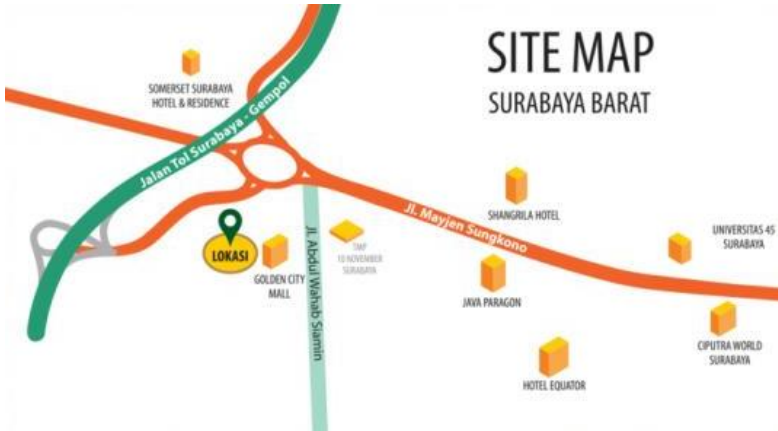 SITE MAP
SURABAYA BARAT
SOMERSET SURABAYA
HOTEL & RESIDENCE
Jalan Tol Surabaya - Gempol
Jl. Mayjen Sungkono
SHANGRILA HOTEL
UNIVERSITAS 45
SURABAYA
LOKASI
GOLDEN CITY
MALL
Jl. Abdul Wahab Siamin
TMP
10 NOVEMBER
SURABAYA
JAVA PARAGON
CIPUTRA WORLD
SURABAYA
HOTEL EQUATOR